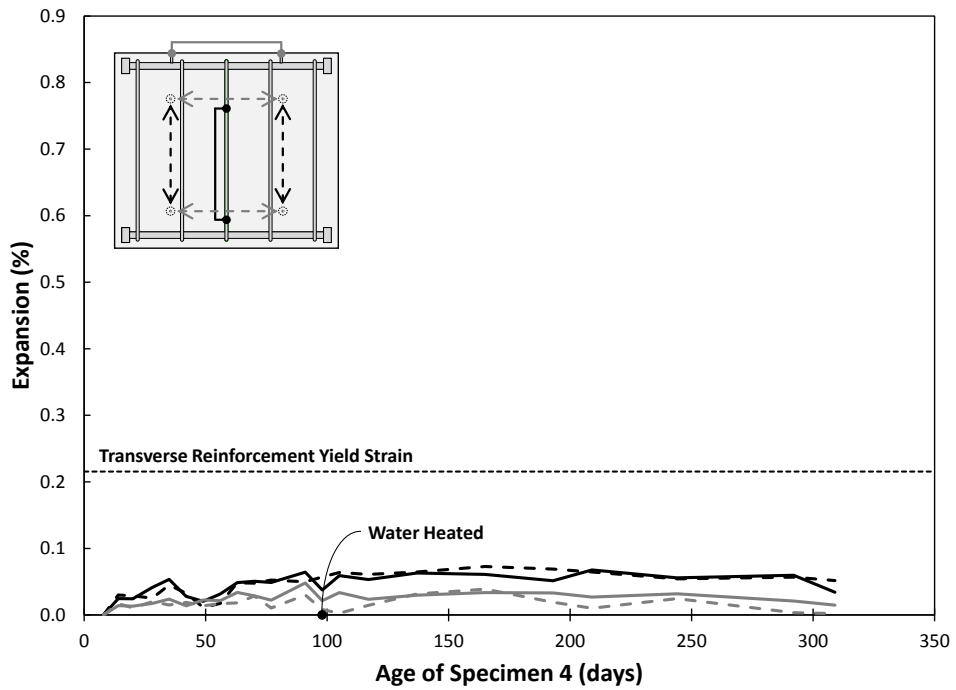 0.9
0.8
0.7
0.6
0.5
0.4
0.3
0.2
0.1
0.0
Expansion (%)
Transverse Reinforcement Yield Strain
Water Heated
0 50 100 150 200 250 300 350
Age of Specimen 4 (days)